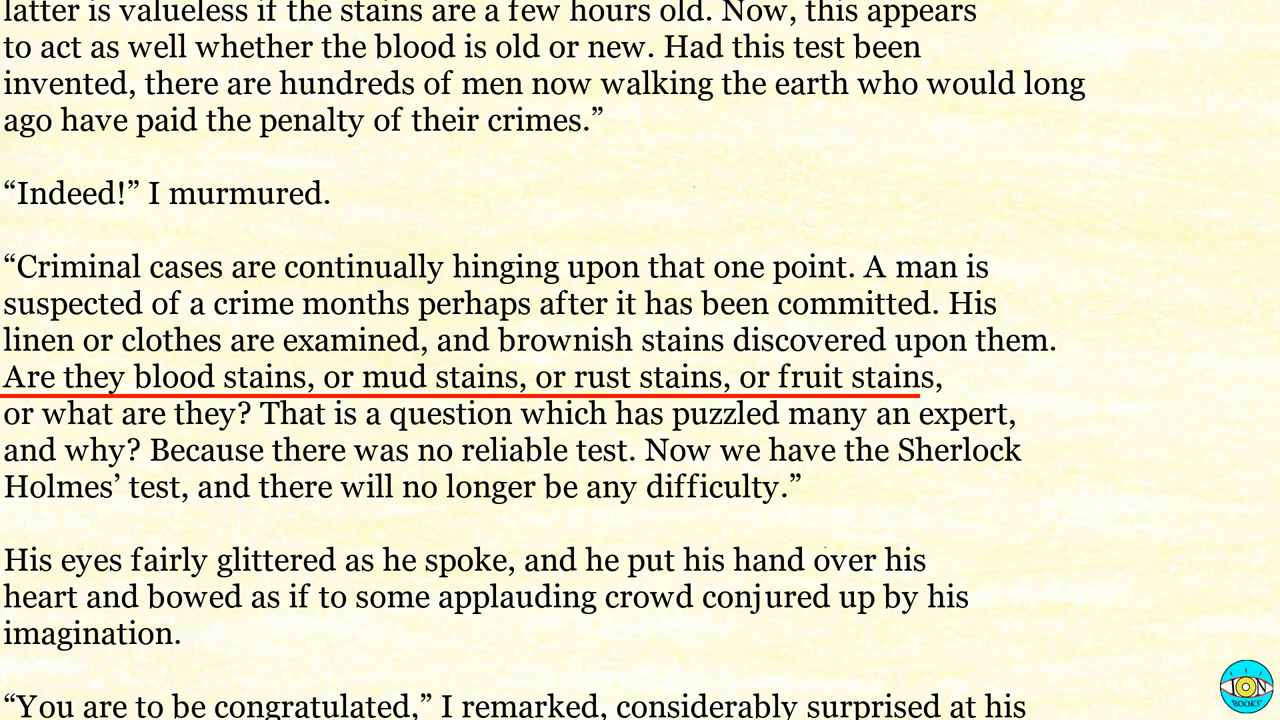 latter is valueless if the stains are a few hours old. Now, this appears
to act as well whether the blood is old or new. Had this test been
invented, there are hundreds of men now walking the earth who would long
ago have paid the penalty of their crimes.”
“Indeed!” I murmured.
“Criminal cases are continually hinging upon that one point. A man is
suspected of a crime months perhaps after it has been committed. His
linen or clothes are examined, and brownish stains discovered upon them.
Are they blood stains, or mud stains, or rust stains, or fruit stains,
or what are they? That is a question which has puzzled many an expert,
and why? Because there was no reliable test. Now we have the Sherlock
Holmes’ test, and there will no longer be any difficulty.”
His eyes fairly glittered as he spoke, and he put his hand over his
heart and bowed as if to some applauding crowd conjured up by his
imagination.
“You are to be congratulated,” I remarked, considerably surprised at his
ION
BOOKS